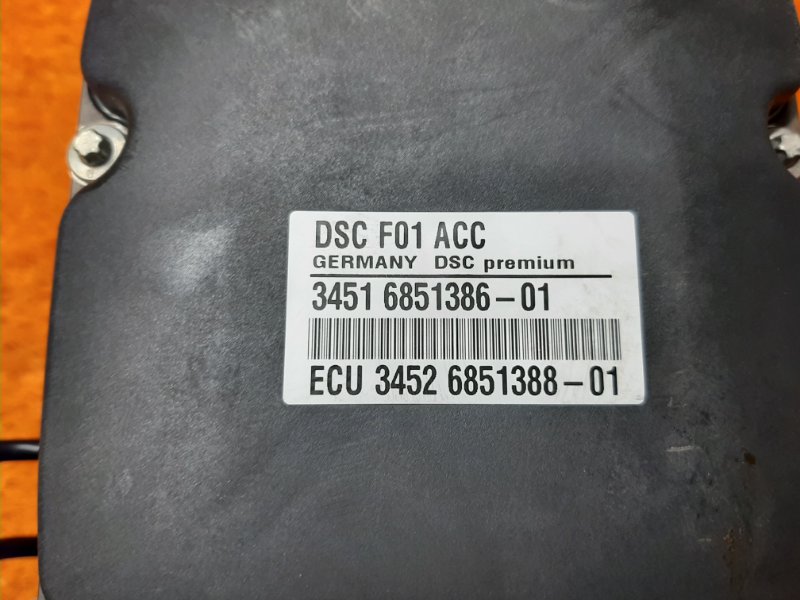 DSC F01 ACC
GERMANY DSC premium
3451 6851386-01
ECU 3452 6851388-01